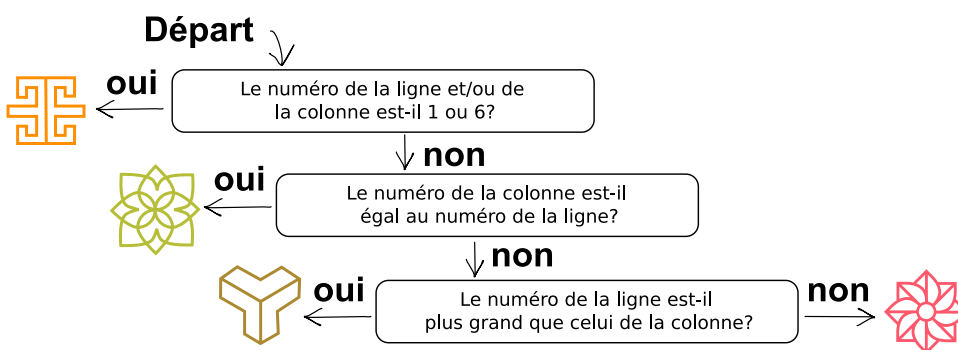 Départ
oui
Le numéro de la ligne et/ou de
la colonne est-il 1 ou 6?
non
oui
Le numéro de la colonne est-il
égal au numéro de la ligne?
non
oui
Le numéro de la ligne est-il
plus grand que celui de la colonne?
non